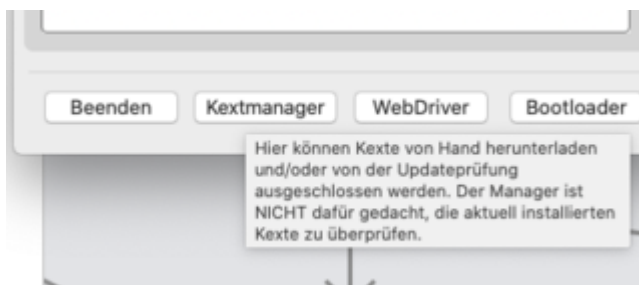 Beenden Kextmanager WebDriver Bootloader
Hier können Kexte von Hand herunterladen
und/oder von der Updateprüfung
ausgeschlossen werden. Der Manager ist
NICHT dafür gedacht, die aktuell installierten
Kexte zu überprüfen.